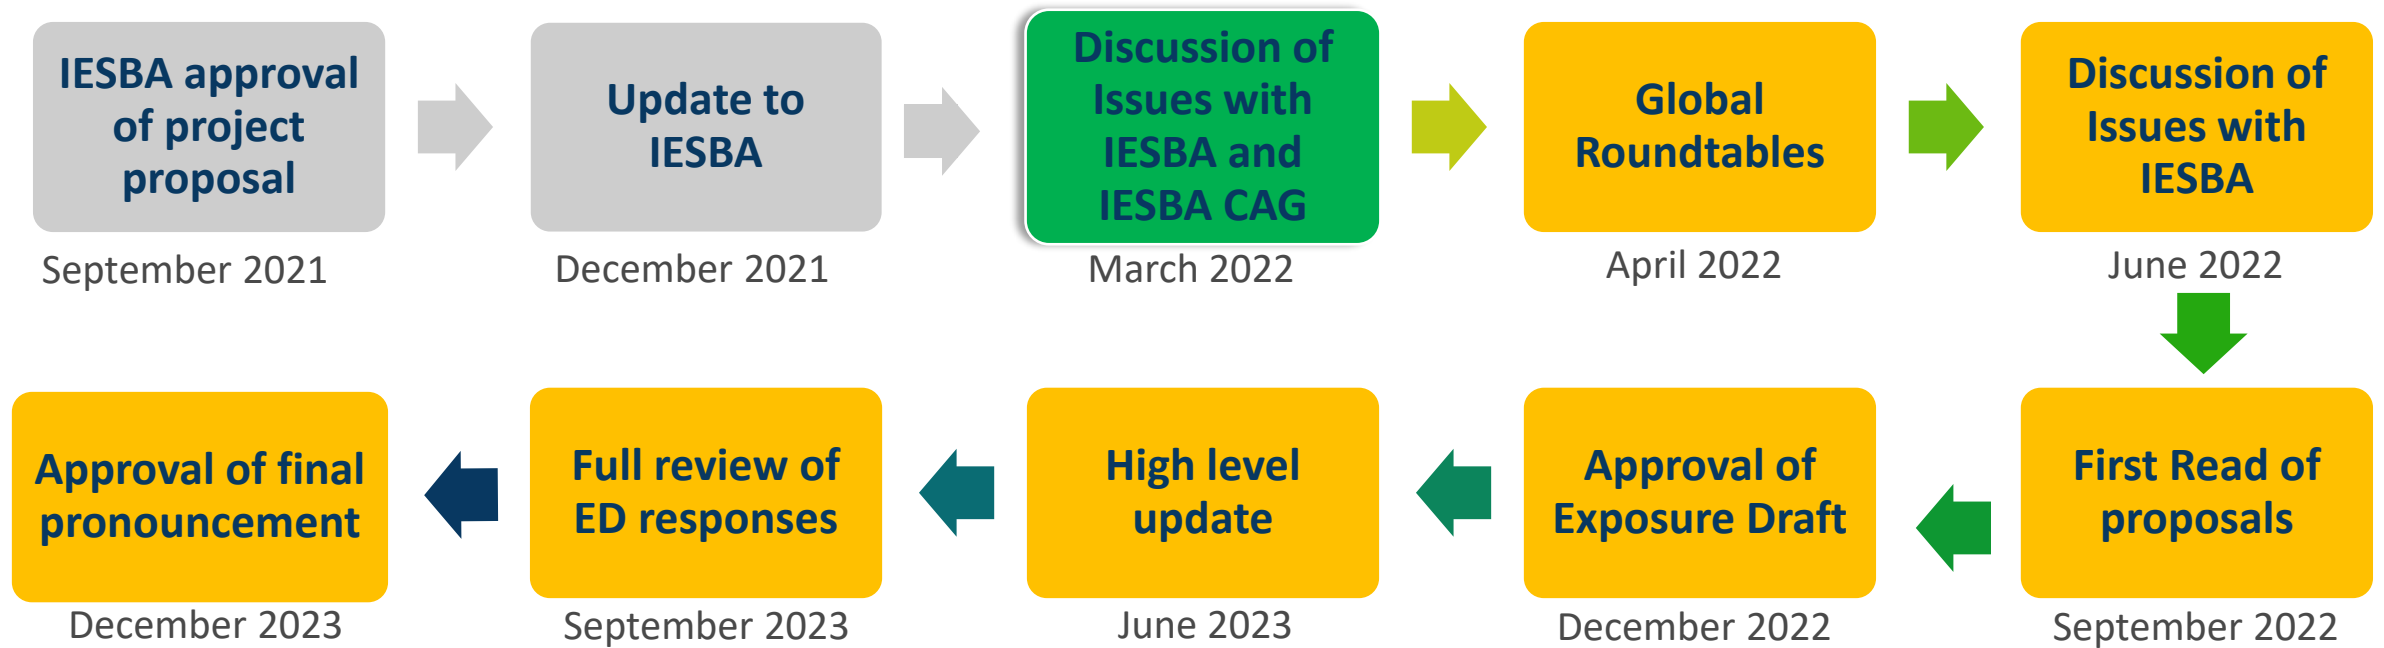 IESBA approval
of project
proposal
September 2021
Update to
IESBA
December 2021
Discussion of
Issues with
IESBA and
IESBA CAG
March 2022
Global
Roundtables
April 2022
Discussion of
Issues with
IESBA
June 2022
First Read of
proposals
September 2022
Approval of
Exposure Draft
December 2022
High level
update
June 2023
Full review of
ED responses
September 2023
Approval of final
pronouncement
December 2023